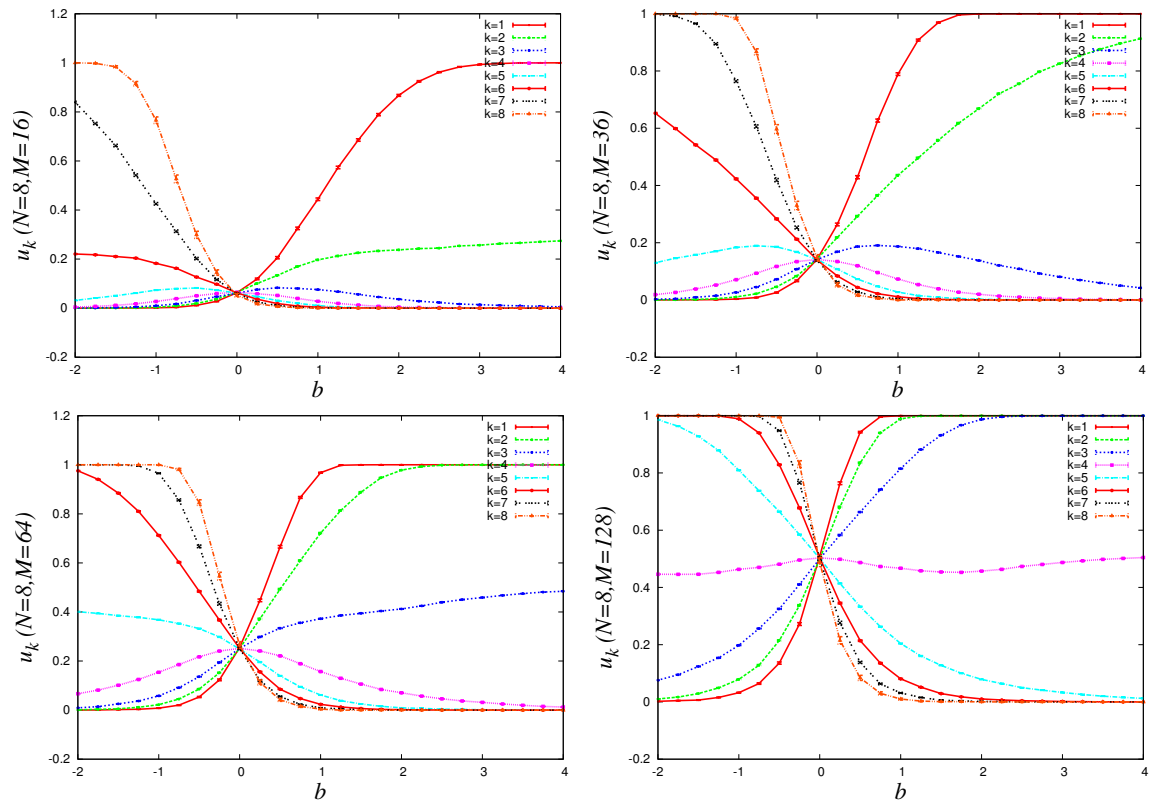 1.2
1
0.8
0.6
0.4
0.2
0
-0.2
-2
-1
0
1
2
3
4
u_k (N=8,M=16)
b
k=1
k=2
k=3
k=4
k=5
k=6
k=7
k=8
1
0.8
0.6
0.4
0.2
0
-0.2
-2
-1
0
1
2
3
4
u_k (N=8,M=36)
b
k=1
k=2
k=3
k=4
k=5
k=6
k=7
k=8
1.2
1
0.8
0.6
0.4
0.2
0
-0.2
-2
-1
0
1
2
3
4
u_k (N=8,M=64)
b
k=1
k=2
k=3
k=4
k=5
k=6
k=7
k=8
1
0.8
0.6
0.4
0.2
0
-0.2
-2
-1
0
1
2
3
4
u_k (N=8,M=128)
b
k=1
k=2
k=3
k=4
k=5
k=6
k=7
k=8